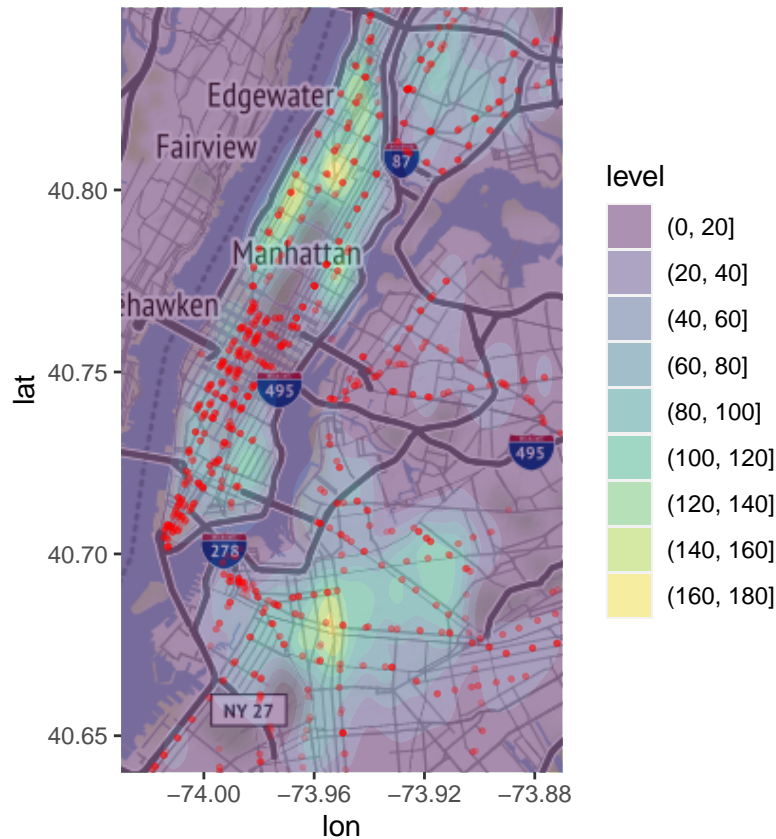 Edgewater
Fairview
87
Manhattan
ehawken
495
495
278
NY 27
40.80
40.75
40.70
40.65
lat
−74.00
−73.96
−73.92
−73.88
lon
level
(0, 20]
(20, 40]
(40, 60]
(60, 80]
(80, 100]
(100, 120]
(120, 140]
(140, 160]
(160, 180]